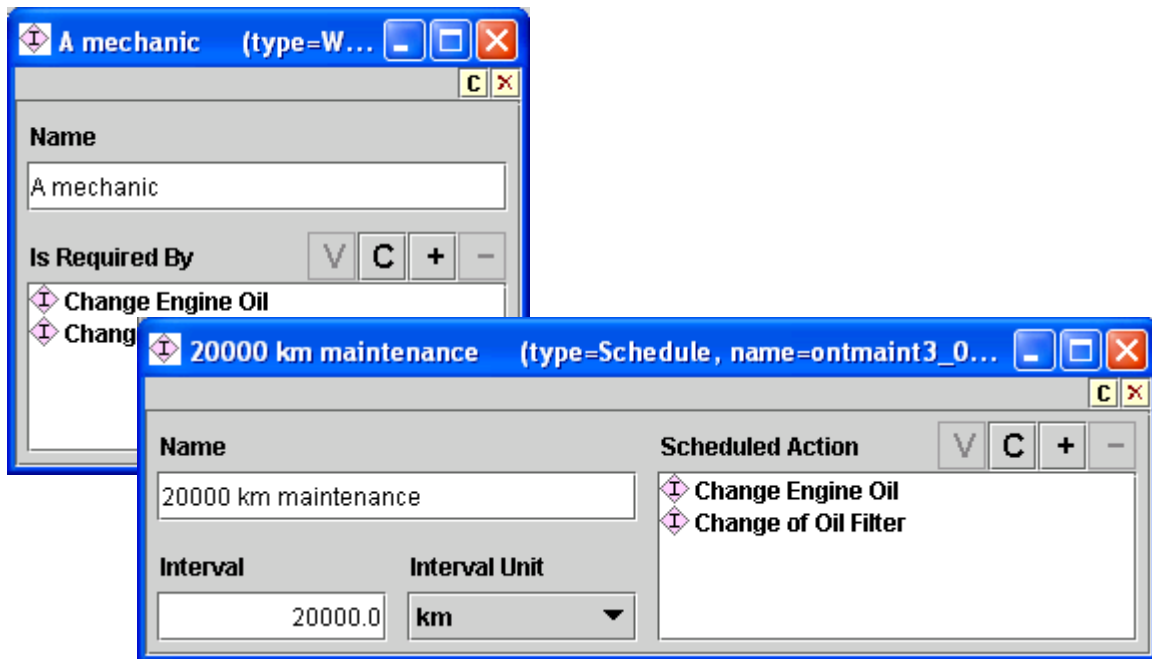 A mechanic (type=W...
C
Name
A mechanic
Is Required By V C + −
Change Engine Oil
Chang
20000 km maintenance (type=Schedule, name=ontmaint3_0...
C
Name
20000 km maintenance
Interval Interval Unit
20000.0 km
Scheduled Action V C + −
Change Engine Oil
Change of Oil Filter